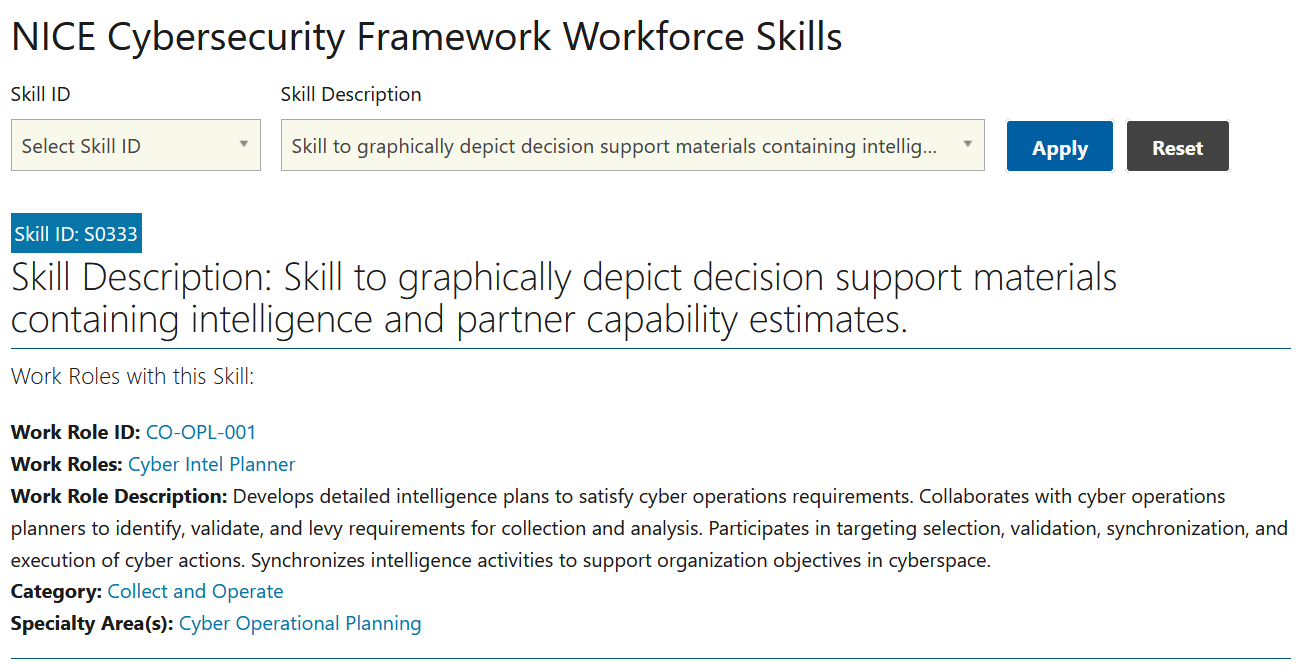 NICE Cybersecurity Framework Workforce Skills
Skill ID
Skill Description
Select Skill ID
Skill to graphically depict decision support materials containing intellig...
Apply
Reset
Skill ID: S0333
Skill Description: Skill to graphically depict decision support materials
containing intelligence and partner capability estimates.
Work Roles with this Skill:
Work Role ID: CO-OPL-001
Work Roles: Cyber Intel Planner
Work Role Description: Develops detailed intelligence plans to satisfy cyber operations requirements. Collaborates with cyber operations
planners to identify, validate, and levy requirements for collection and analysis. Participates in targeting selection, validation, synchronization, and
execution of cyber actions. Synchronizes intelligence activities to support organization objectives in cyberspace.
Category: Collect and Operate
Specialty Area(s): Cyber Operational Planning